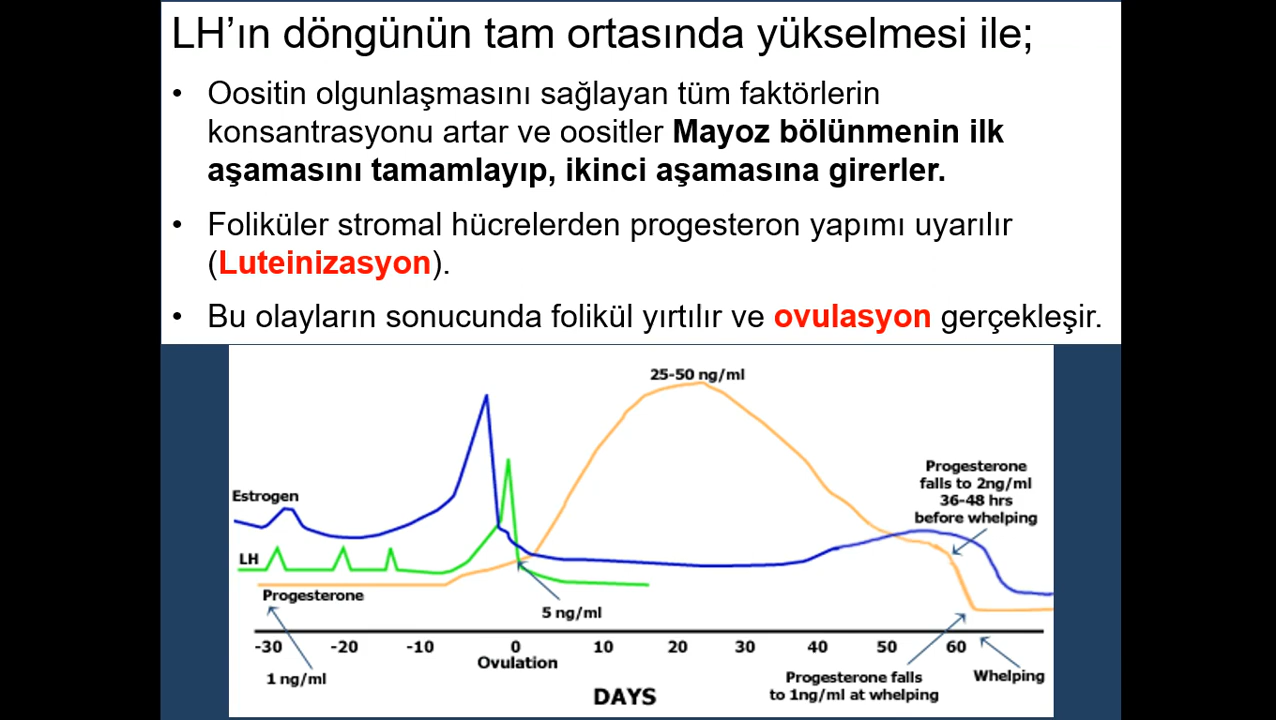 LH’ın döngünün tam ortasında yükselmesi ile;
• Oositin olgunlaşmasını sağlayan tüm faktörlerin
konsantrasyonu artar ve oositler Mayoz bölünmenin ilk
aşamasını tamamlayıp, ikinci aşamasına girerler.
• Foliküler stromal hücrelerden progesteron yapımı uyarılır
(Luteinizasyon).
• Bu olayların sonucunda folikül yırtılır ve ovulasyon gerçekleşir.
25-50 ng/ml
Progesterone
falls to 2ng/ml
36-48 hrs
before whelping
Estrogen
LH
Progesterone
5 ng/ml
-30 -20 -10 0 10 20 30 40 50 60
Ovulation
1 ng/ml
Progesterone falls
to 1ng/ml at whelping
Whelping
DAYS